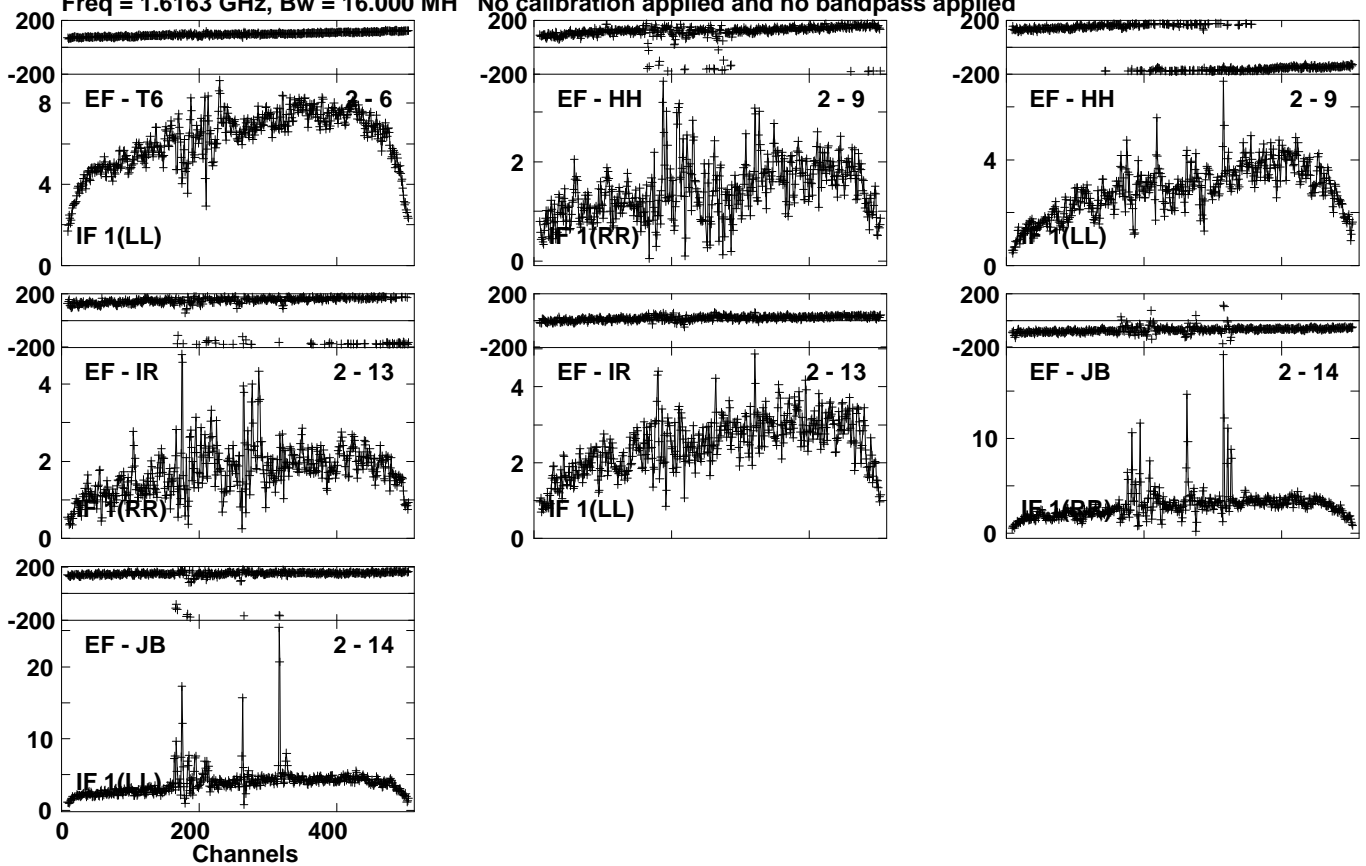 Freq = 1.6163 GHz, Bw = 16.000 MH No calibration applied and no bandpass applied
200
-200
EF - T6 2 - 6
8
4
0
IF 1(LL)
EF - HH 2 - 9
2
0
IF 1(RR)
200
-200
EF - HH 2 - 9
4
0
IF 1(LL)
200
-200
EF - IR 2 - 13
4
2
0
IF 1(RR)
EF - IR 2 - 13
4
2
0
IF 1(LL)
200
-200
EF - JB 2 - 14
10
0
IF 1(RR)
200
-200
EF - JB 2 - 14
20
10
0
IF 1(LL)
0 200 400
Channels